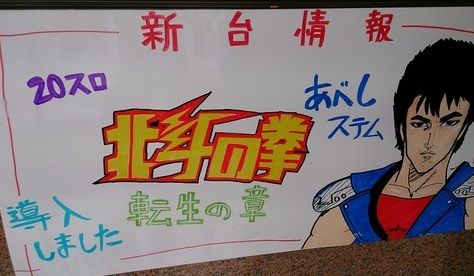 新台情報
20スロ
北斗の拳
転生の章
あべし
ステム
導入
しました